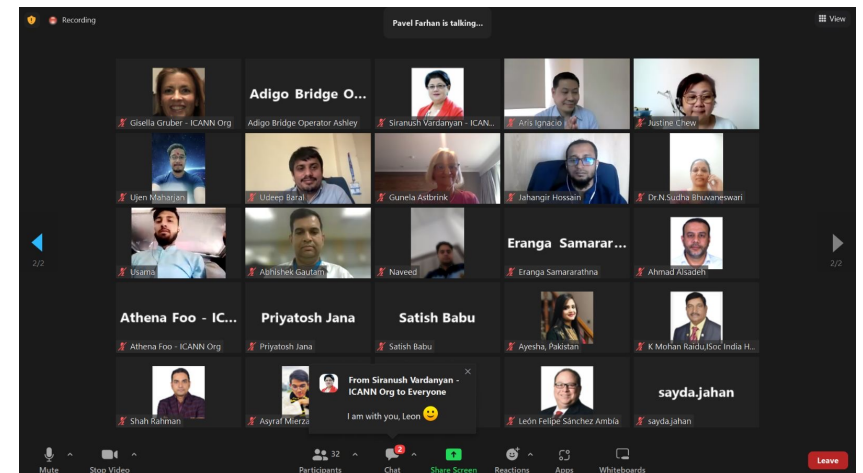 Recording
Pavel Farhan is talking...
View
Gisella Gruber - ICANN Org
Adigo Bridge O...
Adigo Bridge Operator Ashley
Siranush Vardanyan - ICAN...
Aris Ignacio
Justine Chew
Ujen Maharjan
Udeep Baral
Gunela Astbrink
Jahangir Hossain
Dr.N.Sudha Bhuvaneswari
2/2
Usama
Abhishek Gautam
Naveed
Eranga Samarar...
Eranga Samararathna
Ahmad Alsadeh
2/2
Athena Foo - IC...
Athena Foo - ICANN Org
Priyatosh Jana
Priyatosh Jana
Satish Babu
Satish Babu
Ayesha, Pakistan
K Mohan Raidu,ISoc India H...
Shah Rahman
Asyraf Mierza
From Siranush Vardanyan -
ICANN Org to Everyone
I am with you, Leon 🙂
León Felipe Sánchez Ambía
sayda.jahan
sayda.jahan
Mute
Stop Video
32
Participants
2
Chat
Share Screen
Reactions
Apps
Whiteboards
Leave